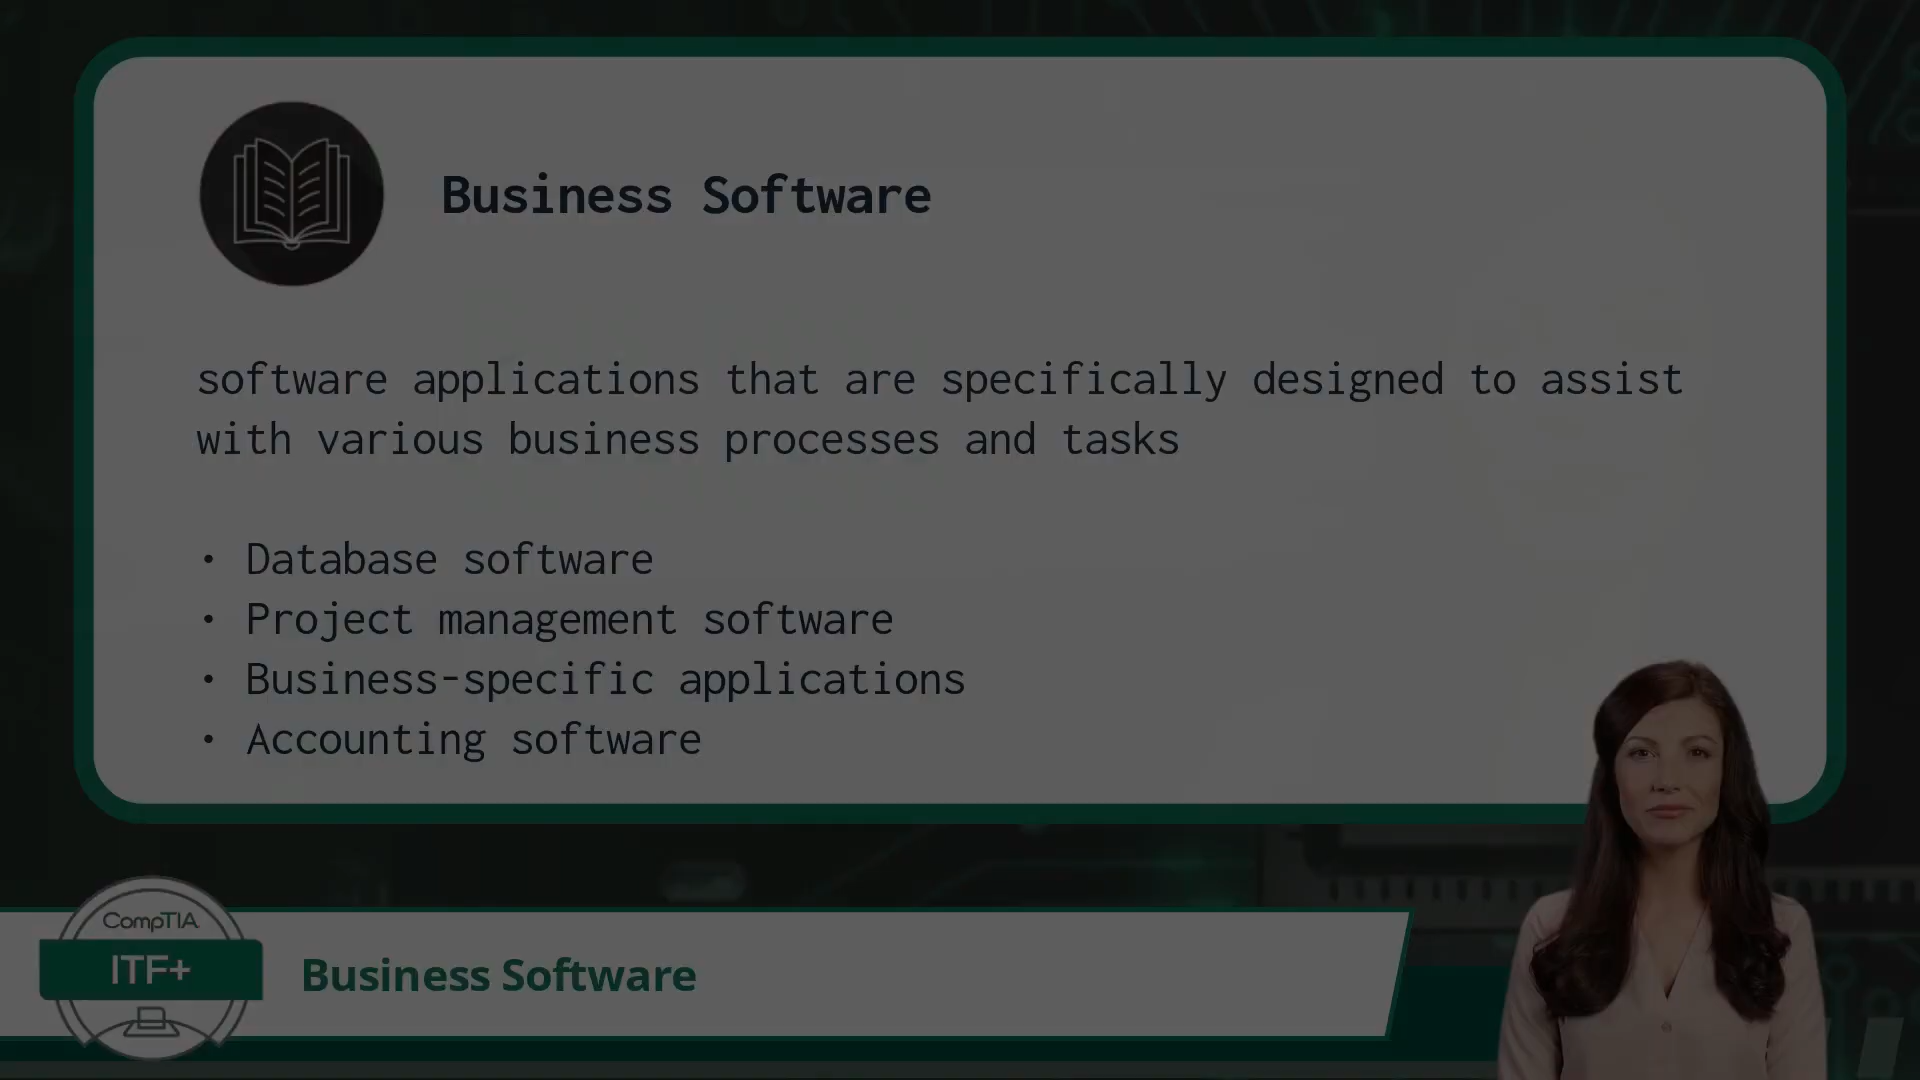 Business Software
software applications that are specifically designed to assist
with various business processes and tasks
• Database software
• Project management software
• Business-specific applications
• Accounting software
CompTIA
ITF+
Business Software